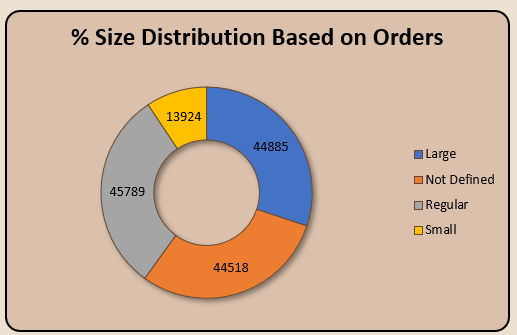 % Size Distribution Based on Orders
13924
44885
45789
44518
Large
Not Defined
Regular
Small